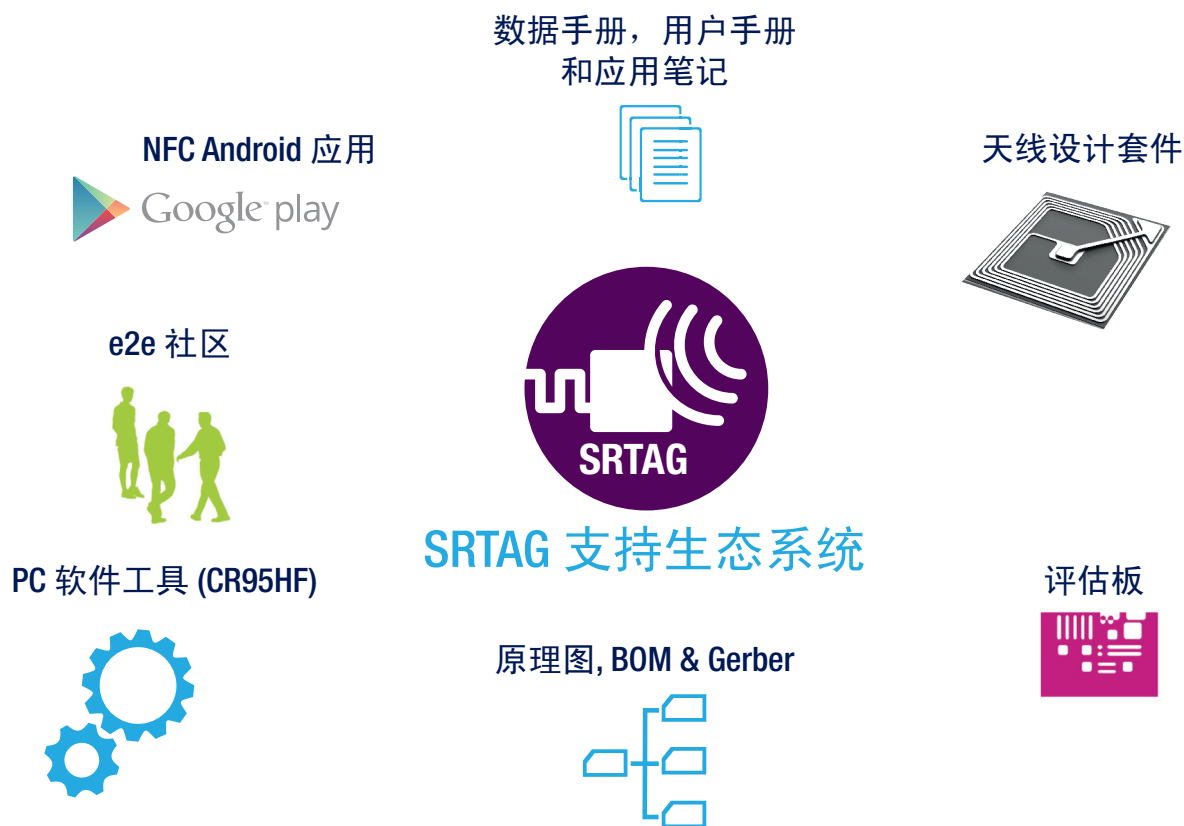 数据手册，用户手册
和应用笔记
NFC Android 应用
Google play
天线设计套件
e2e 社区
SRTAG
SRTAG 支持生态系统
PC 软件工具 (CR95HF)
评估板
原理图, BOM & Gerber